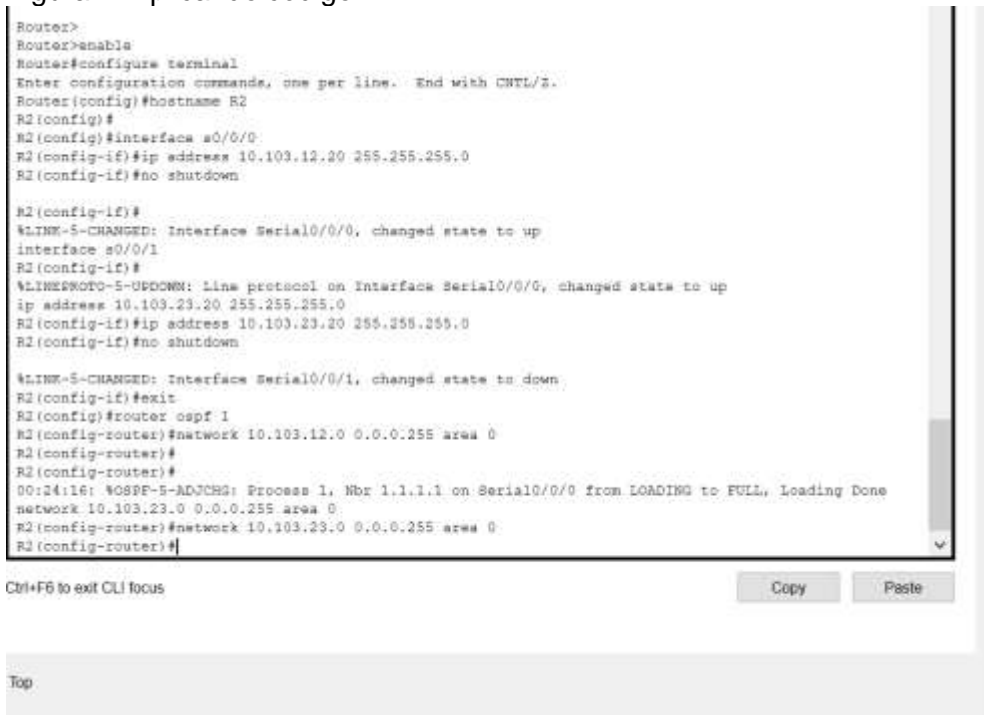 Router>
Router>enable
Router#configure terminal
Enter configuration commands, one per line. End with CNTL/Z.
Router(config)#hostname R2
R2(config)#
R2(config)#interface s0/0/0
R2(config-if)#ip address 10.103.12.20 255.255.255.0
R2(config-if)#no shutdown
R2(config-if)#
%LINK-5-CHANGED: Interface Serial0/0/0, changed state to up
interface s0/0/1
R2(config-if)#
%LINEPROTO-5-UPDOWN: Line protocol on Interface Serial0/0/0, changed state to up
ip address 10.103.23.20 255.255.255.0
R2(config-if)#ip address 10.103.23.20 255.255.255.0
R2(config-if)#no shutdown
%LINK-5-CHANGED: Interface Serial0/0/1, changed state to down
R2(config-if)#exit
R2(config)#router ospf 1
R2(config-router)#network 10.103.12.0 0.0.0.255 area 0
R2(config-router)#
R2(config-router)#
00:24:16: %OSPF-5-ADJCHG: Process 1, Nbr 1.1.1.1 on Serial0/0/0 from LOADING to FULL, Loading Done
network 10.103.23.0 0.0.0.255 area 0
R2(config-router)#network 10.103.23.0 0.0.0.255 area 0
R2(config-router)#
Ctrl+F6 to exit CLI focus
Copy
Paste
Top